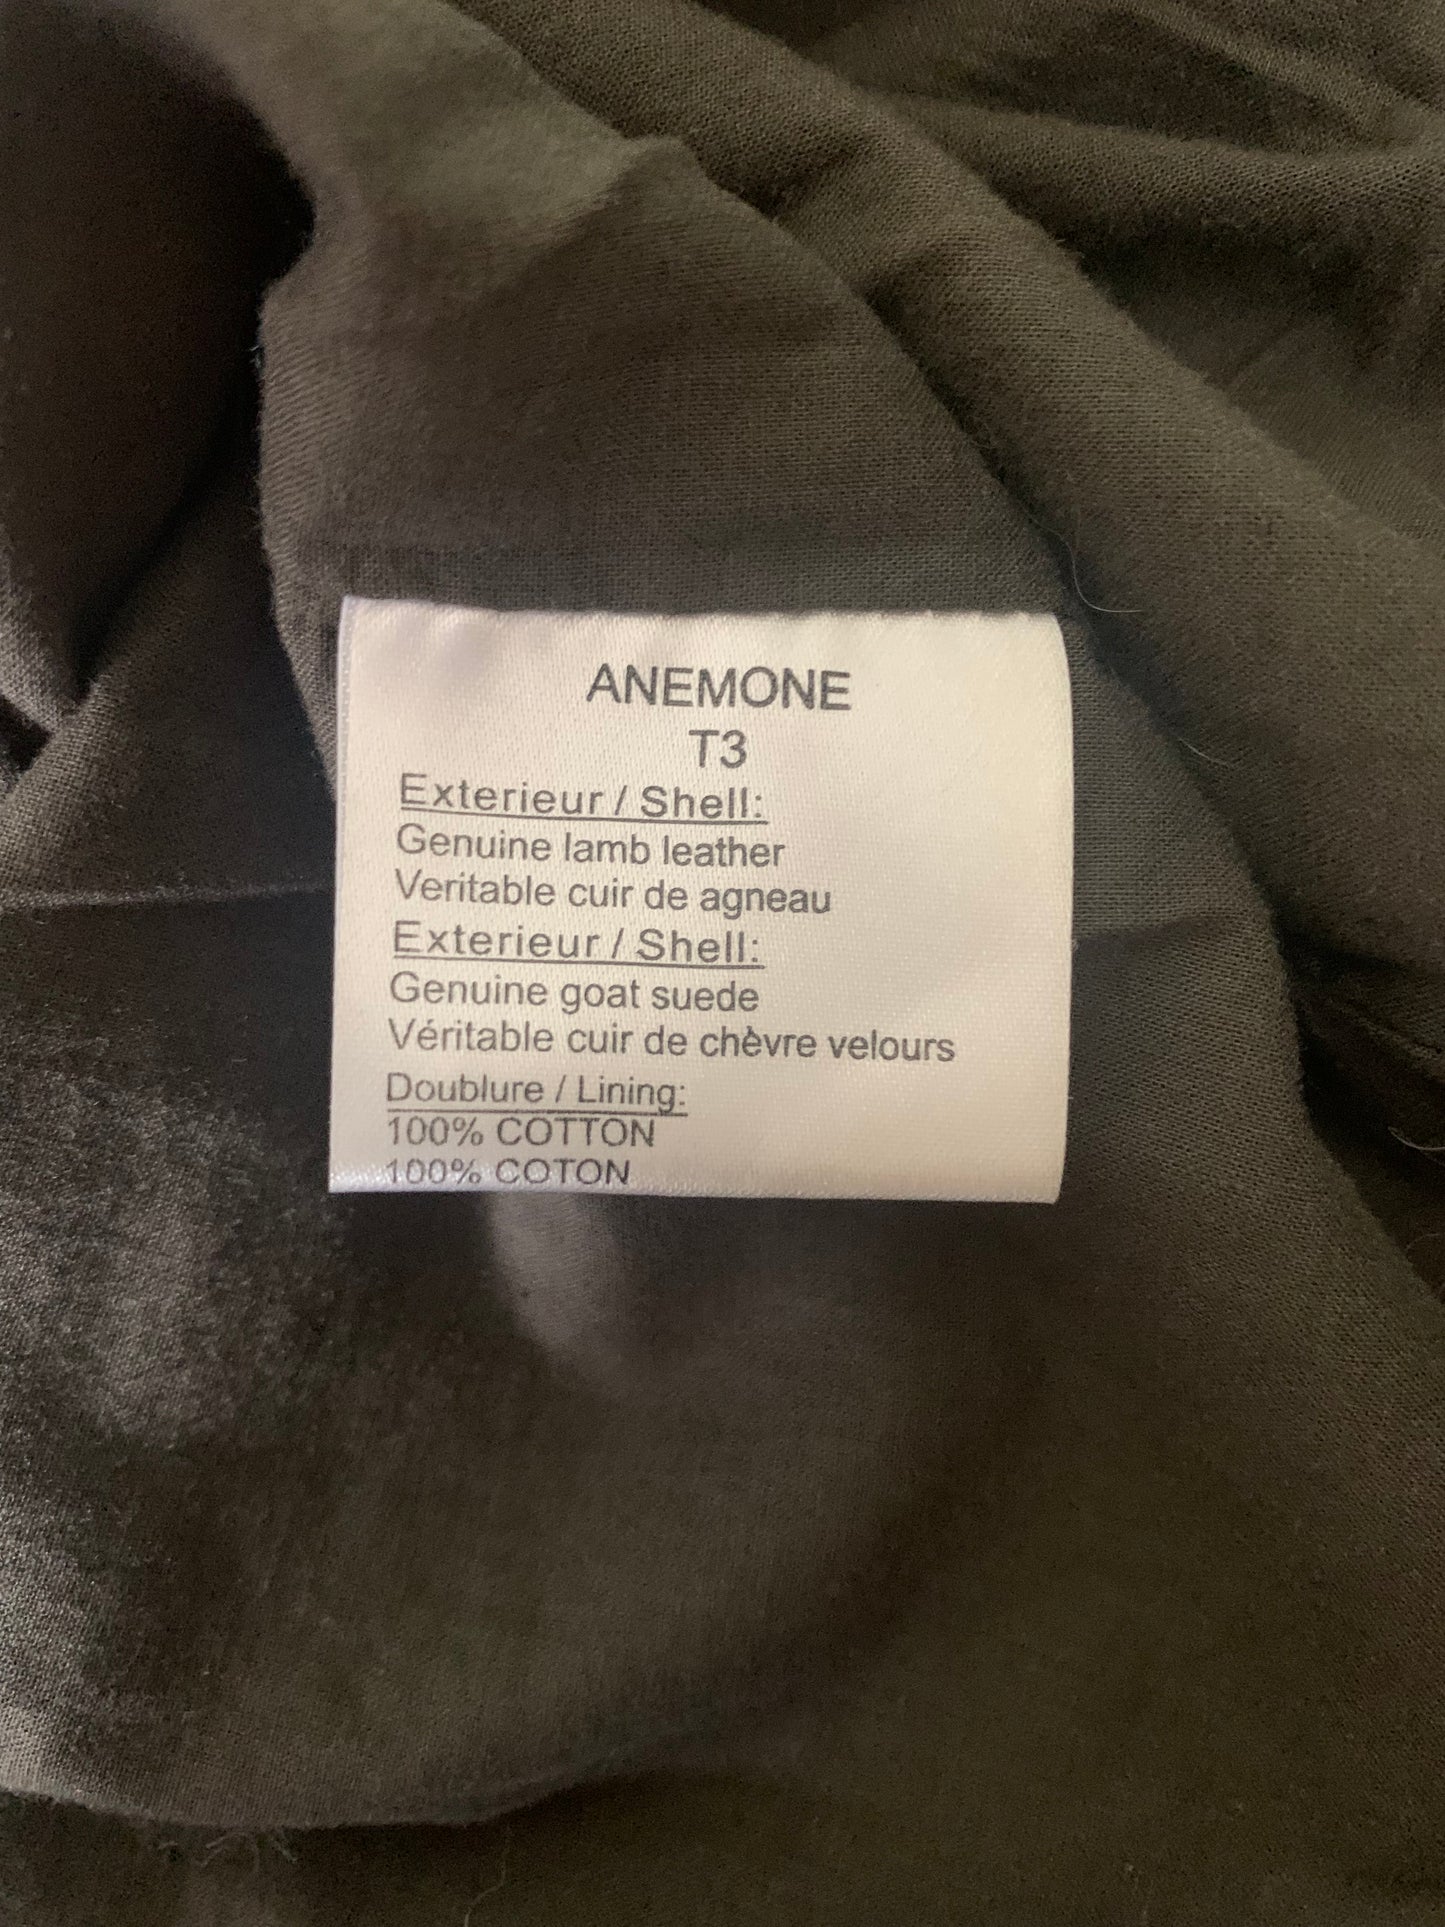 ANEMONE
T3
Exterieur / Shell:
Genuine lamb leather
Veritable cuir de agneau
Exterieur / Shell:
Genuine goat suede
Véritable cuir de chèvre velours
Doublure / Lining:
100% COTTON
100% COTON